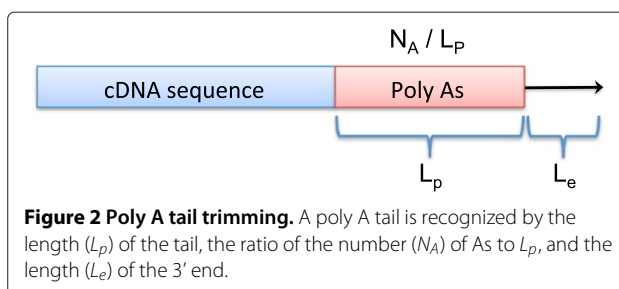 N_A / L_P
cDNA sequence Poly As
L_p L_e
Figure 2 Poly A tail trimming. A poly A tail is recognized by the
length (L_p) of the tail, the ratio of the number (N_A) of As to L_p, and the
length (L_e) of the 3′ end.